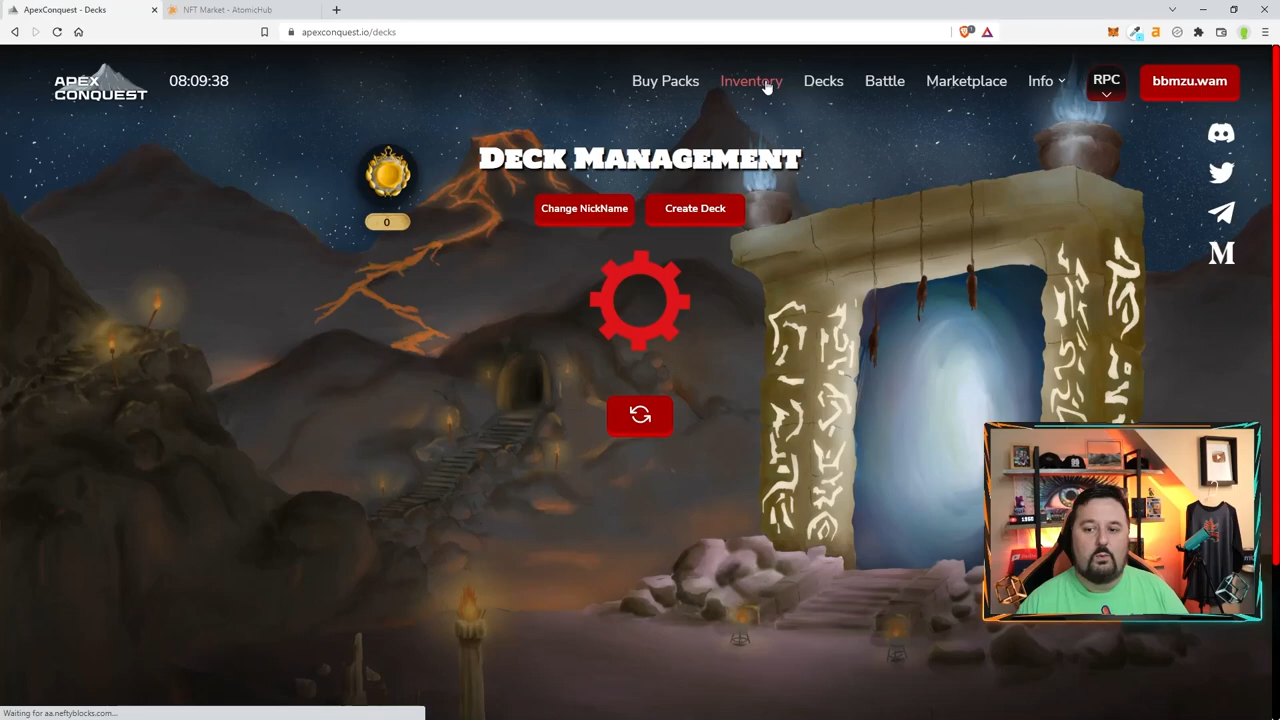 ApexConquest - Decks
NFT Market - AtomicHub
apexconquest.io/decks
APEX
CONQUEST
08:09:38
Buy Packs
Inventory
Decks
Battle
Marketplace
Info
RPC
bbmzu.wam
DECK MANAGEMENT
0
Change NickName
Create Deck
M
Waiting for aa.neftyblocks.com...